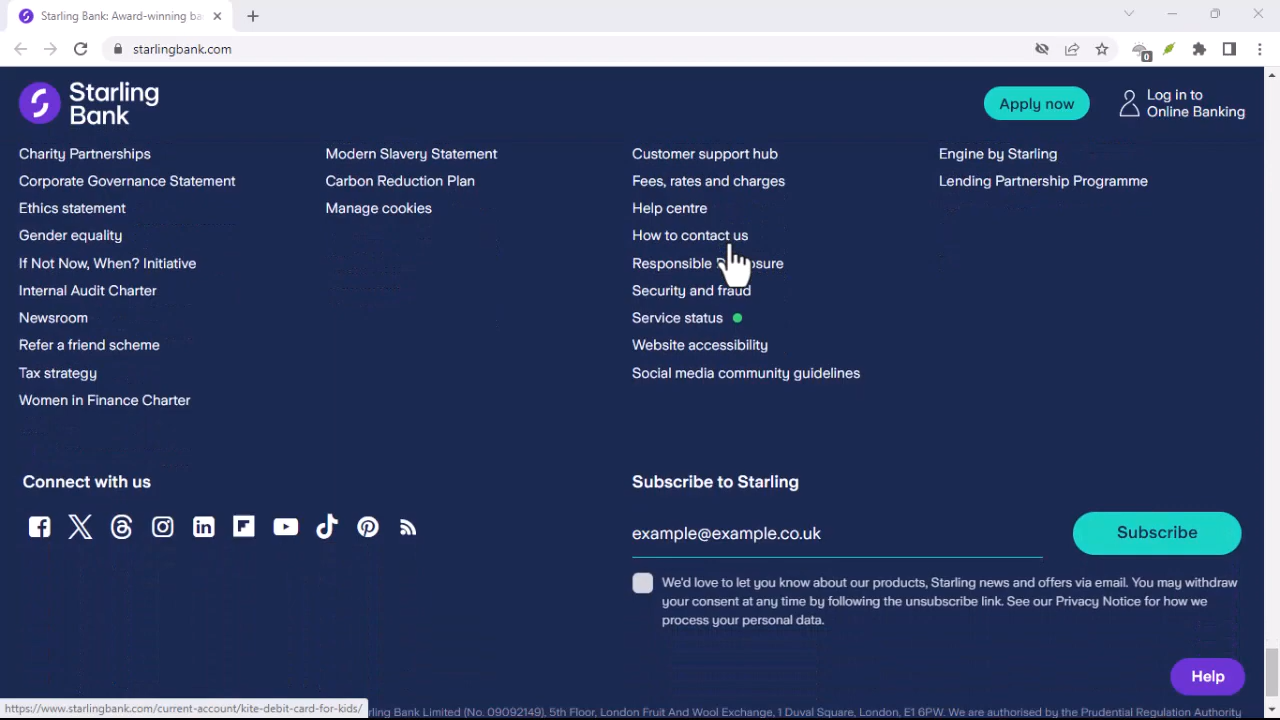 Starling Bank: Award-winning ba
starlingbank.com
0
Starling
Bank
Apply now
Log in to
Online Banking
Charity Partnerships
Corporate Governance Statement
Ethics statement
Gender equality
If Not Now, When? Initiative
Internal Audit Charter
Newsroom
Refer a friend scheme
Tax strategy
Women in Finance Charter
Modern Slavery Statement
Carbon Reduction Plan
Manage cookies
Customer support hub
Fees, rates and charges
Help centre
How to contact us
Responsible
Security and fraud
Service status
Website accessibility
Social media community guidelines
Engine by Starling
Lending Partnership Programme
Connect with us
Subscribe to Starling
example@example.co.uk
Subscribe
We'd love to let you know about our products, Starling news and offers via email. You may withdraw
your consent at any time by following the unsubscribe link. See our Privacy Notice for how we
process your personal data.
Help
https://www.starlingbank.com/current-account/kite-debit-card-for-kids/
rling Bank Limited (No. 09092149), 5th Floor, London Fruit And Wool Exchange, 1 Duval Square, London, E1 6PW. We are authorised by the Prudential Regulation Authority